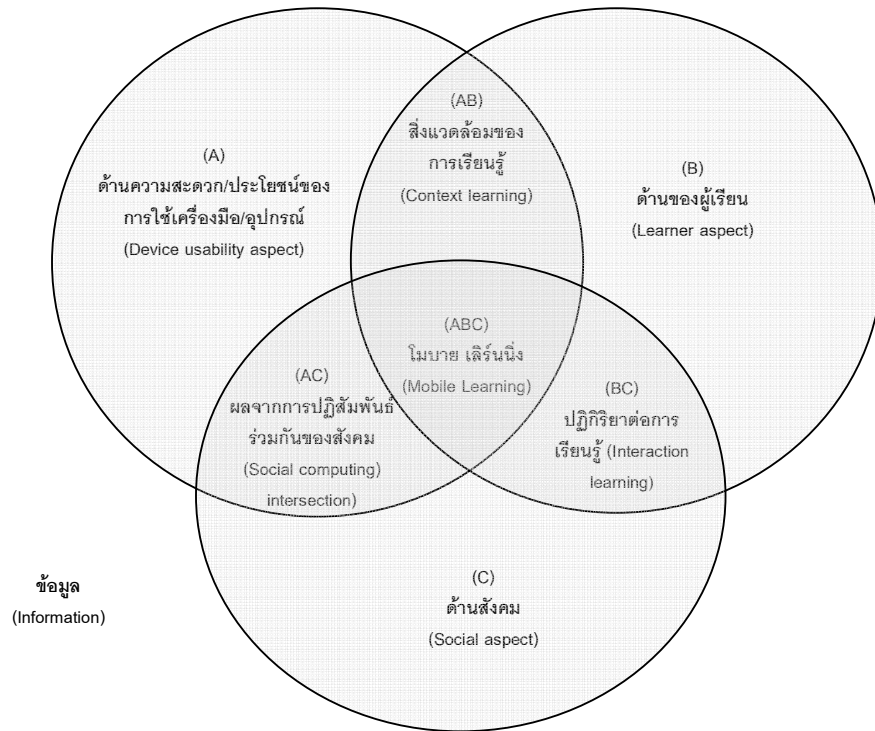 (AB)
สิ่งแวดล้อมของ
การเรียนรู้
(Context learning)
(A)
ด้านความสะดวก/ประโยชน์ของ
การใช้เครื่องมือ/อุปกรณ์
(Device usability aspect)
(B)
ด้านของผู้เรียน
(Learner aspect)
(ABC)
โมบาย เลิร์นนิ่ง
(Mobile Learning)
(AC)
ผลจากการปฏิสัมพันธ์
ร่วมกันของสังคม
(Social computing)
intersection)
(BC)
ปฏิกิริยาต่อการ
เรียนรู้ (Interaction
learning)
(C)
ด้านสังคม
(Social aspect)
ข้อมูล
(Information)